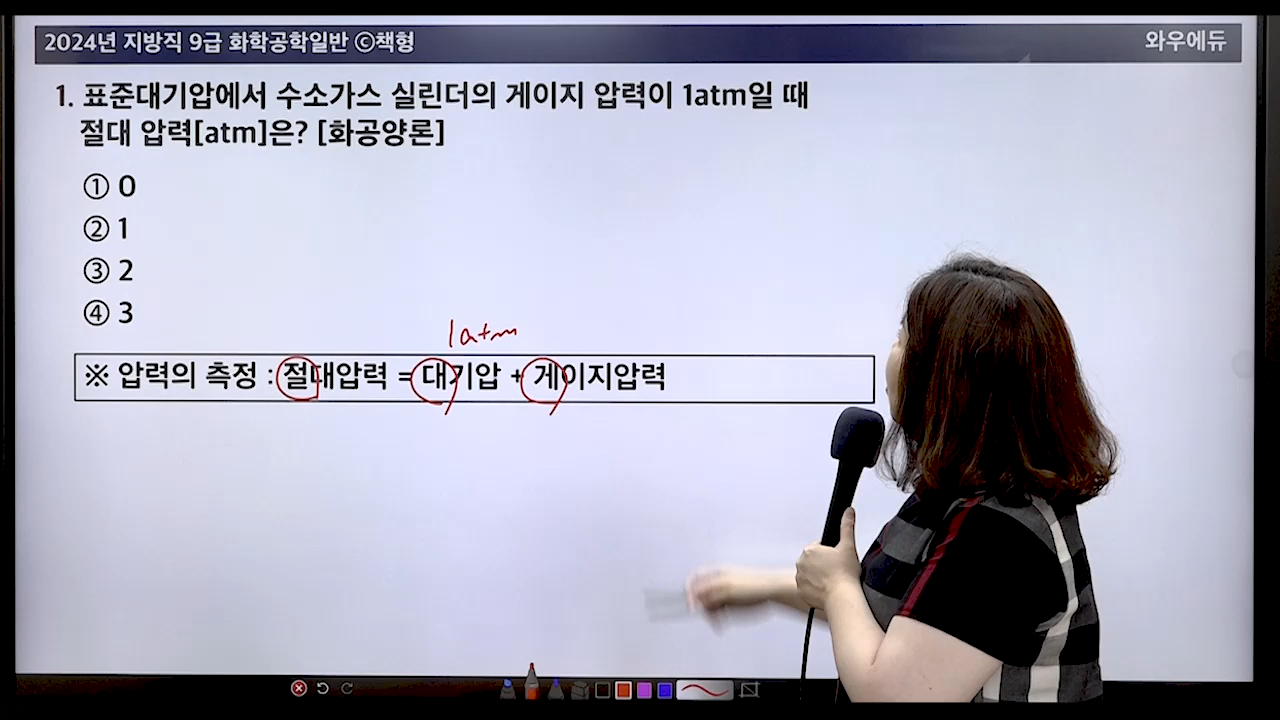 2024년 지방직 9급 화학공학일반 ⓒ책형
와우에듀
1. 표준대기압에서 수소가스 실린더의 게이지 압력이 1atm일 때
절대 압력[atm]은? [화공양론]
① 0
② 1
③ 2
④ 3
1atm
※ 압력의 측정 : 절대압력 = 대기압 + 게이지압력